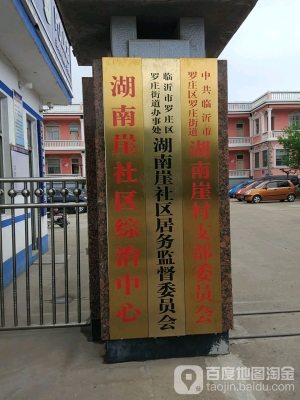 中共临沂市
罗庄区罗庄街道
湖南崖村支部委员会
临沂市罗庄区
罗庄街道办事处
湖南崖社区居务监督委员会
湖南崖社区综治中心
百度地图淘金
taojin.baidu.com